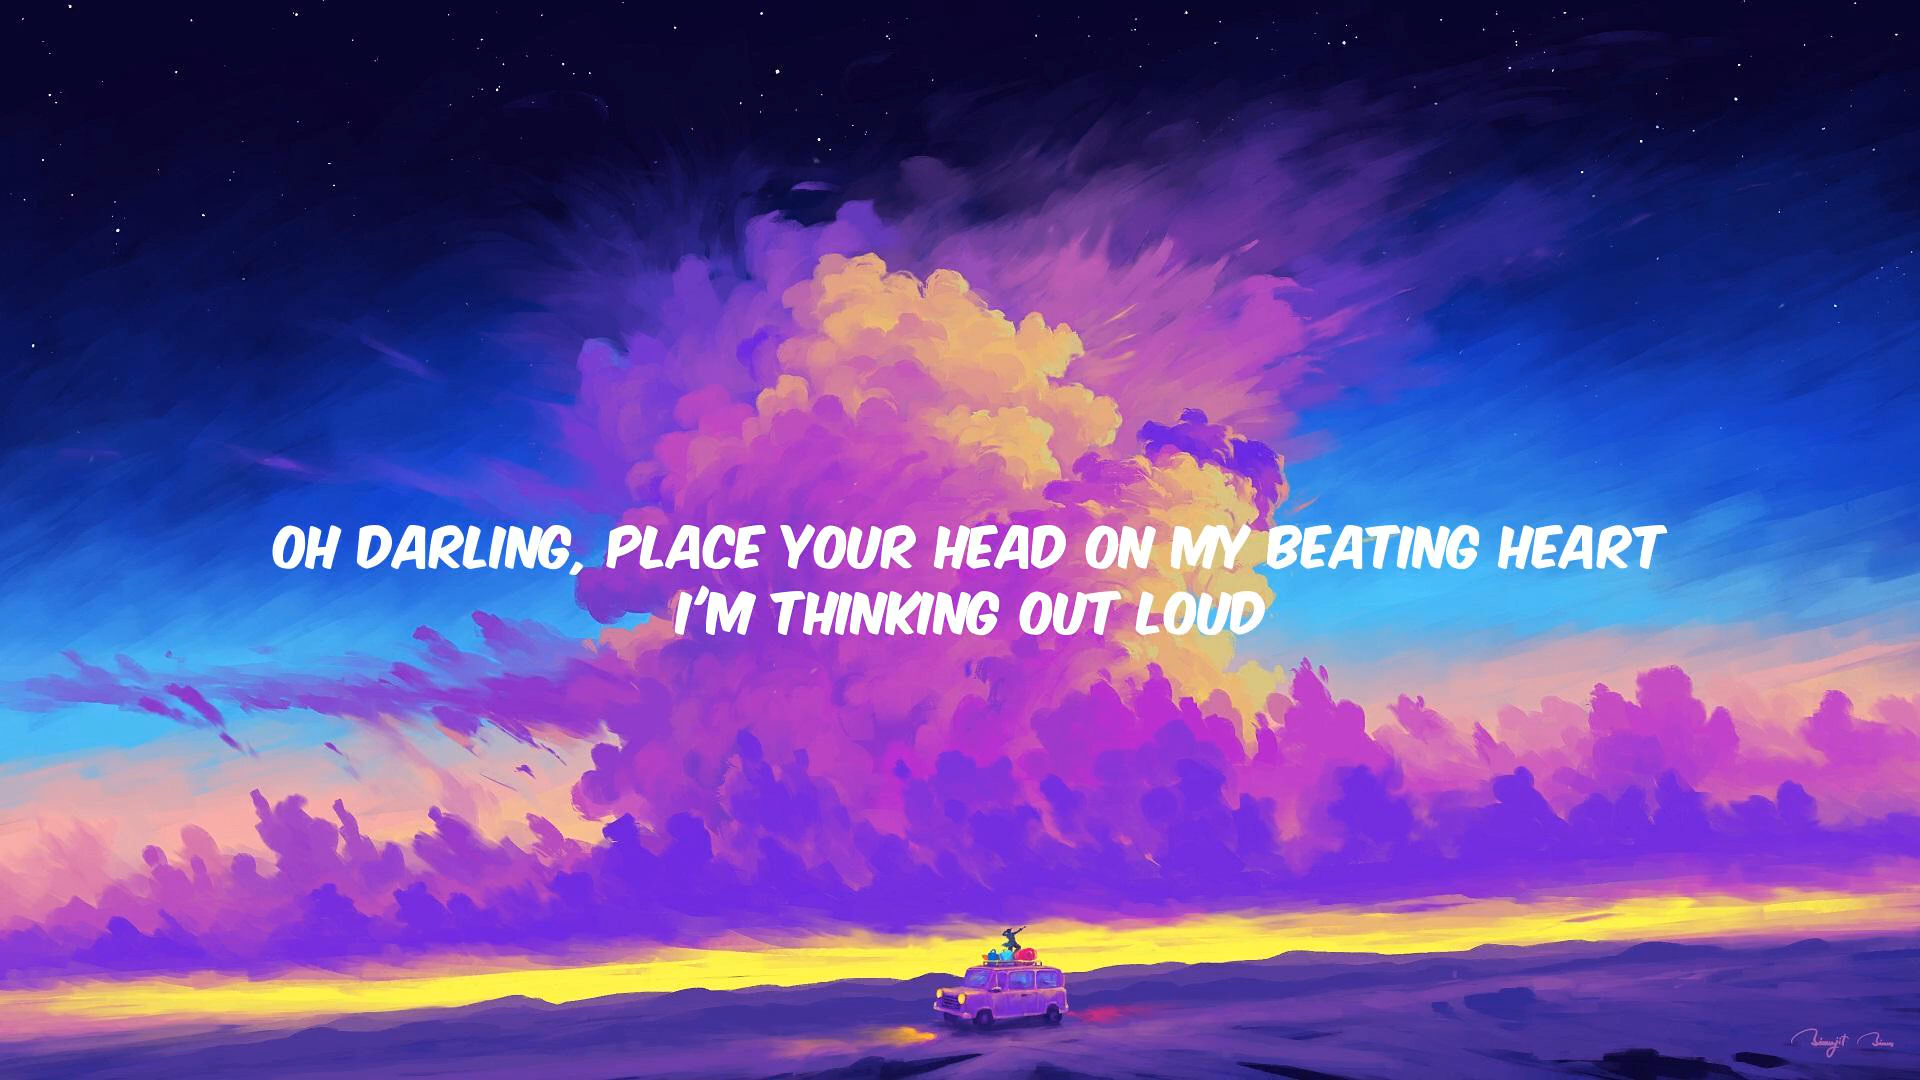 OH DARLING, PLACE YOUR HEAD ON MY BEATING HEART
I'M THINKING OUT LOUD